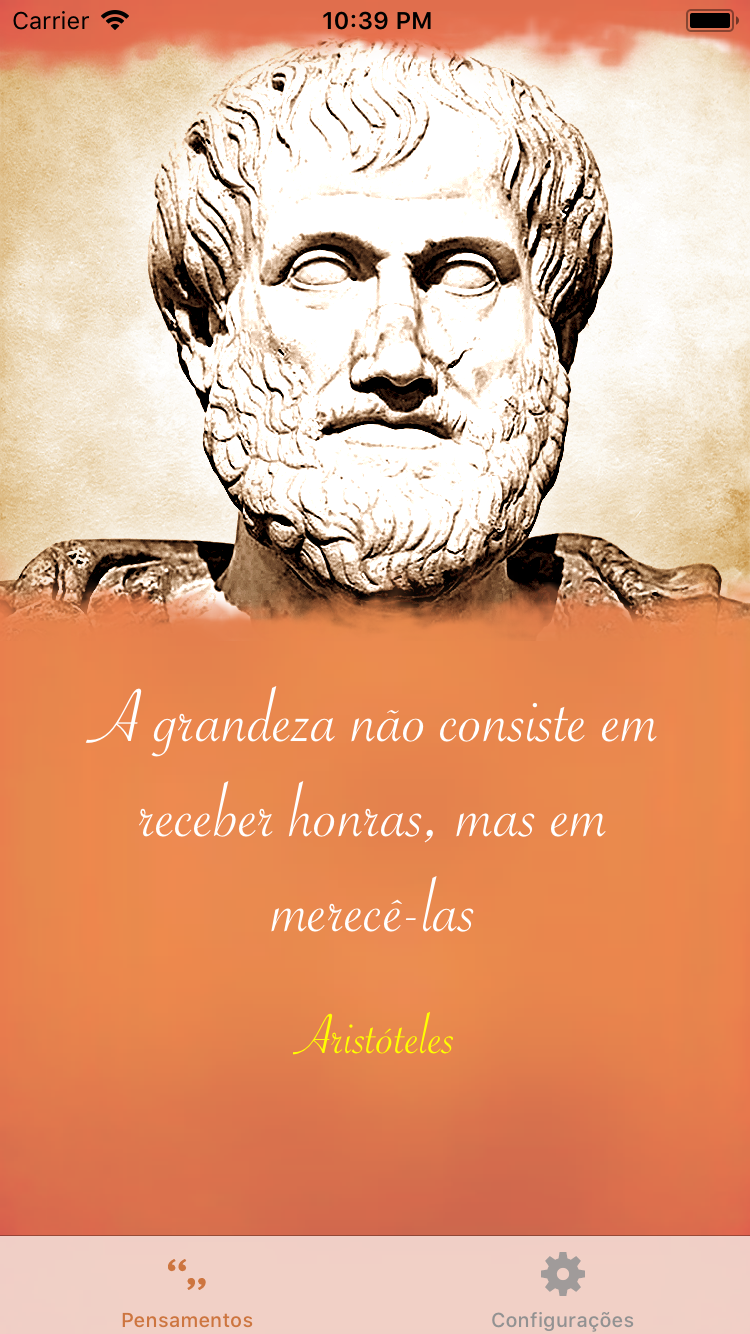 Carrier 10:39 PM
A grandeza não consiste em
receber honras, mas em
merecê-las
Aristóteles
Pensamentos Configurações